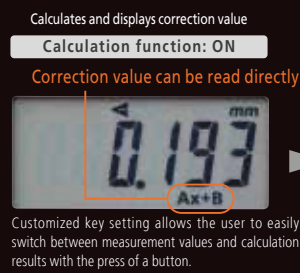 Calculates and displays correction value
Calculation function: ON
Correction value can be read directly
mm
0.193
Ax+B
Customized key setting allows the user to easily
switch between measurement values and calculation
results with the press of a button.